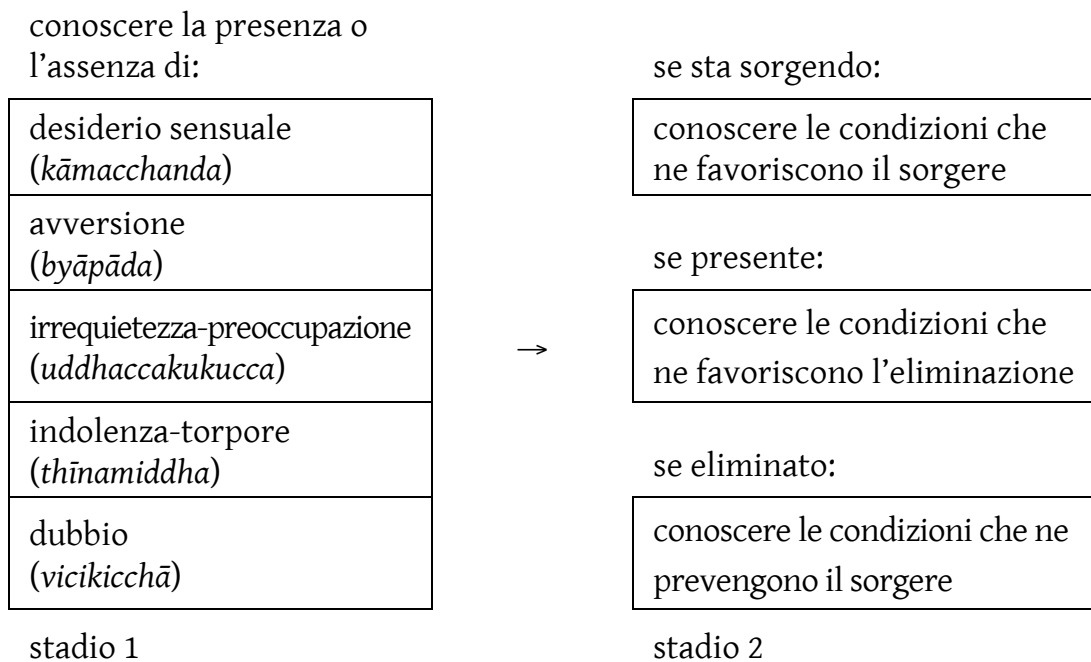 conoscere la presenza o
l’assenza di:
desiderio sensuale
(kāmacchanda)
avversione
(byāpāda)
irrequietezza-preoccupazione
(uddhaccakukucca)
indolenza-torpore
(thīnamiddha)
dubbio
(vicikicchā)
stadio 1
→
se sta sorgendo:
conoscere le condizioni che
ne favoriscono il sorgere
se presente:
conoscere le condizioni che
ne favoriscono l’eliminazione
se eliminato:
conoscere le condizioni che ne
prevengono il sorgere
stadio 2